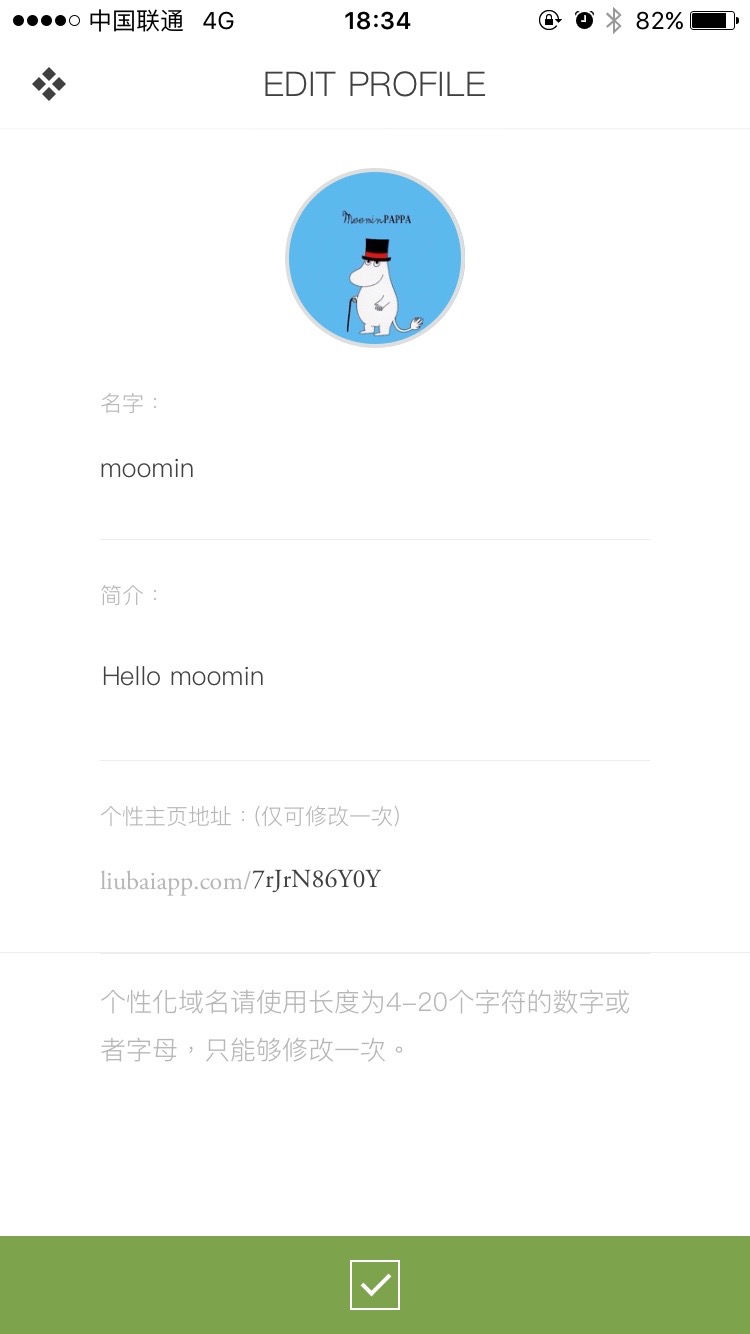 中国联通 4G 18:34 82%
EDIT PROFILE
MoominPAPPA
名字：
moomin
简介：
Hello moomin
个性主页地址：(仅可修改一次)
liubaiapp.com/7rJrN86Y0Y
个性化域名请使用长度为4-20个字符的数字或
者字母，只能够修改一次。